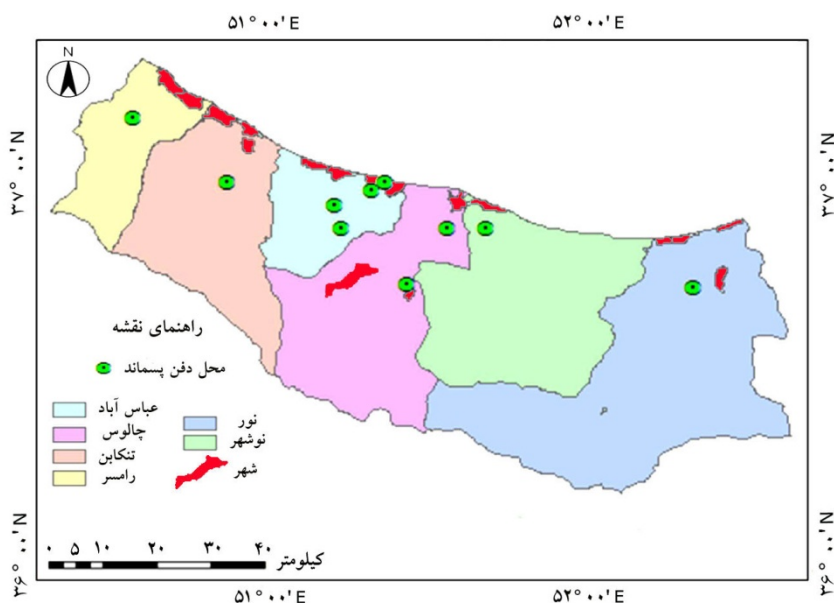 ۵۱°۰۰'E ۵۲°۰۰'E
N
۳۷°۰۰'N ۳۷°۰۰'N
راهنمای نقشه
محل دفن پسماند
عباس آباد
چالوس
تنکابن
رامسر
نور
نوشهر
شهر
۰ ۵ ۱۰ ۲۰ ۳۰ ۴۰
کیلومتر
۳۶°۰۰'N ۳۶°۰۰'N
۵۱°۰۰'E ۵۲°۰۰'E